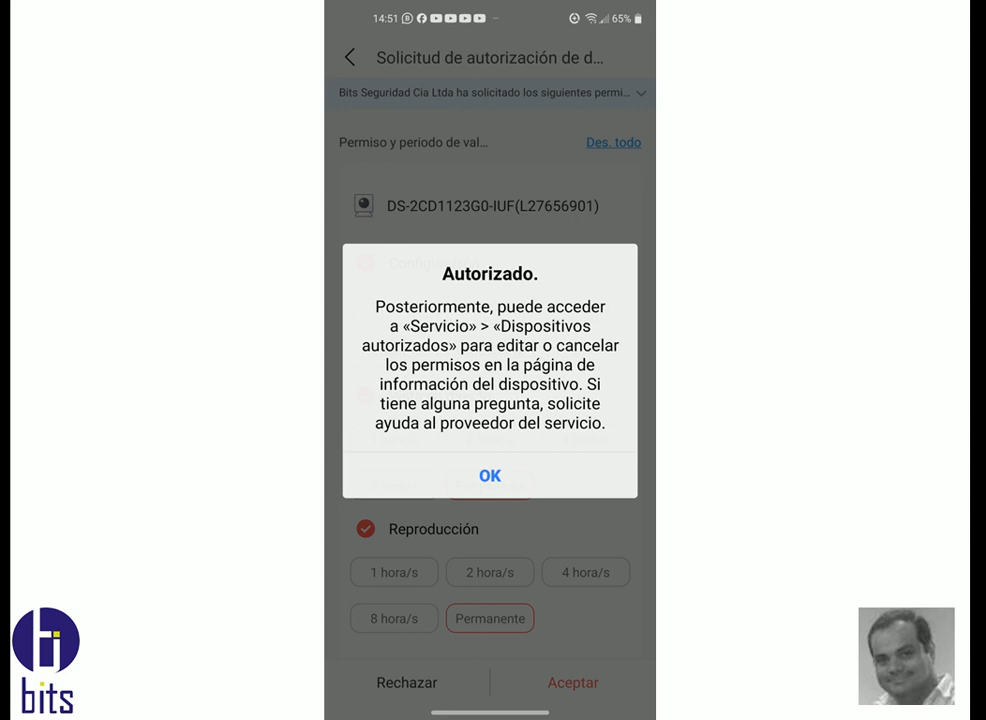 14:51
65%
Solicitud de autorización de d...
Bits Seguridad Cia Ltda ha solicitado los siguientes permi...
Permiso y periodo de val...
Des. todo
DS-2CD1123G0-IUF(L27656901)
Autorizado.
Posteriormente, puede acceder
a «Servicio» > «Dispositivos
autorizados» para editar o cancelar
los permisos en la página de
información del dispositivo. Si
tiene alguna pregunta, solicite
ayuda al proveedor del servicio.
OK
Reproducción
1 hora/s
2 hora/s
4 hora/s
8 hora/s
Permanente
Rechazar
Aceptar
bits